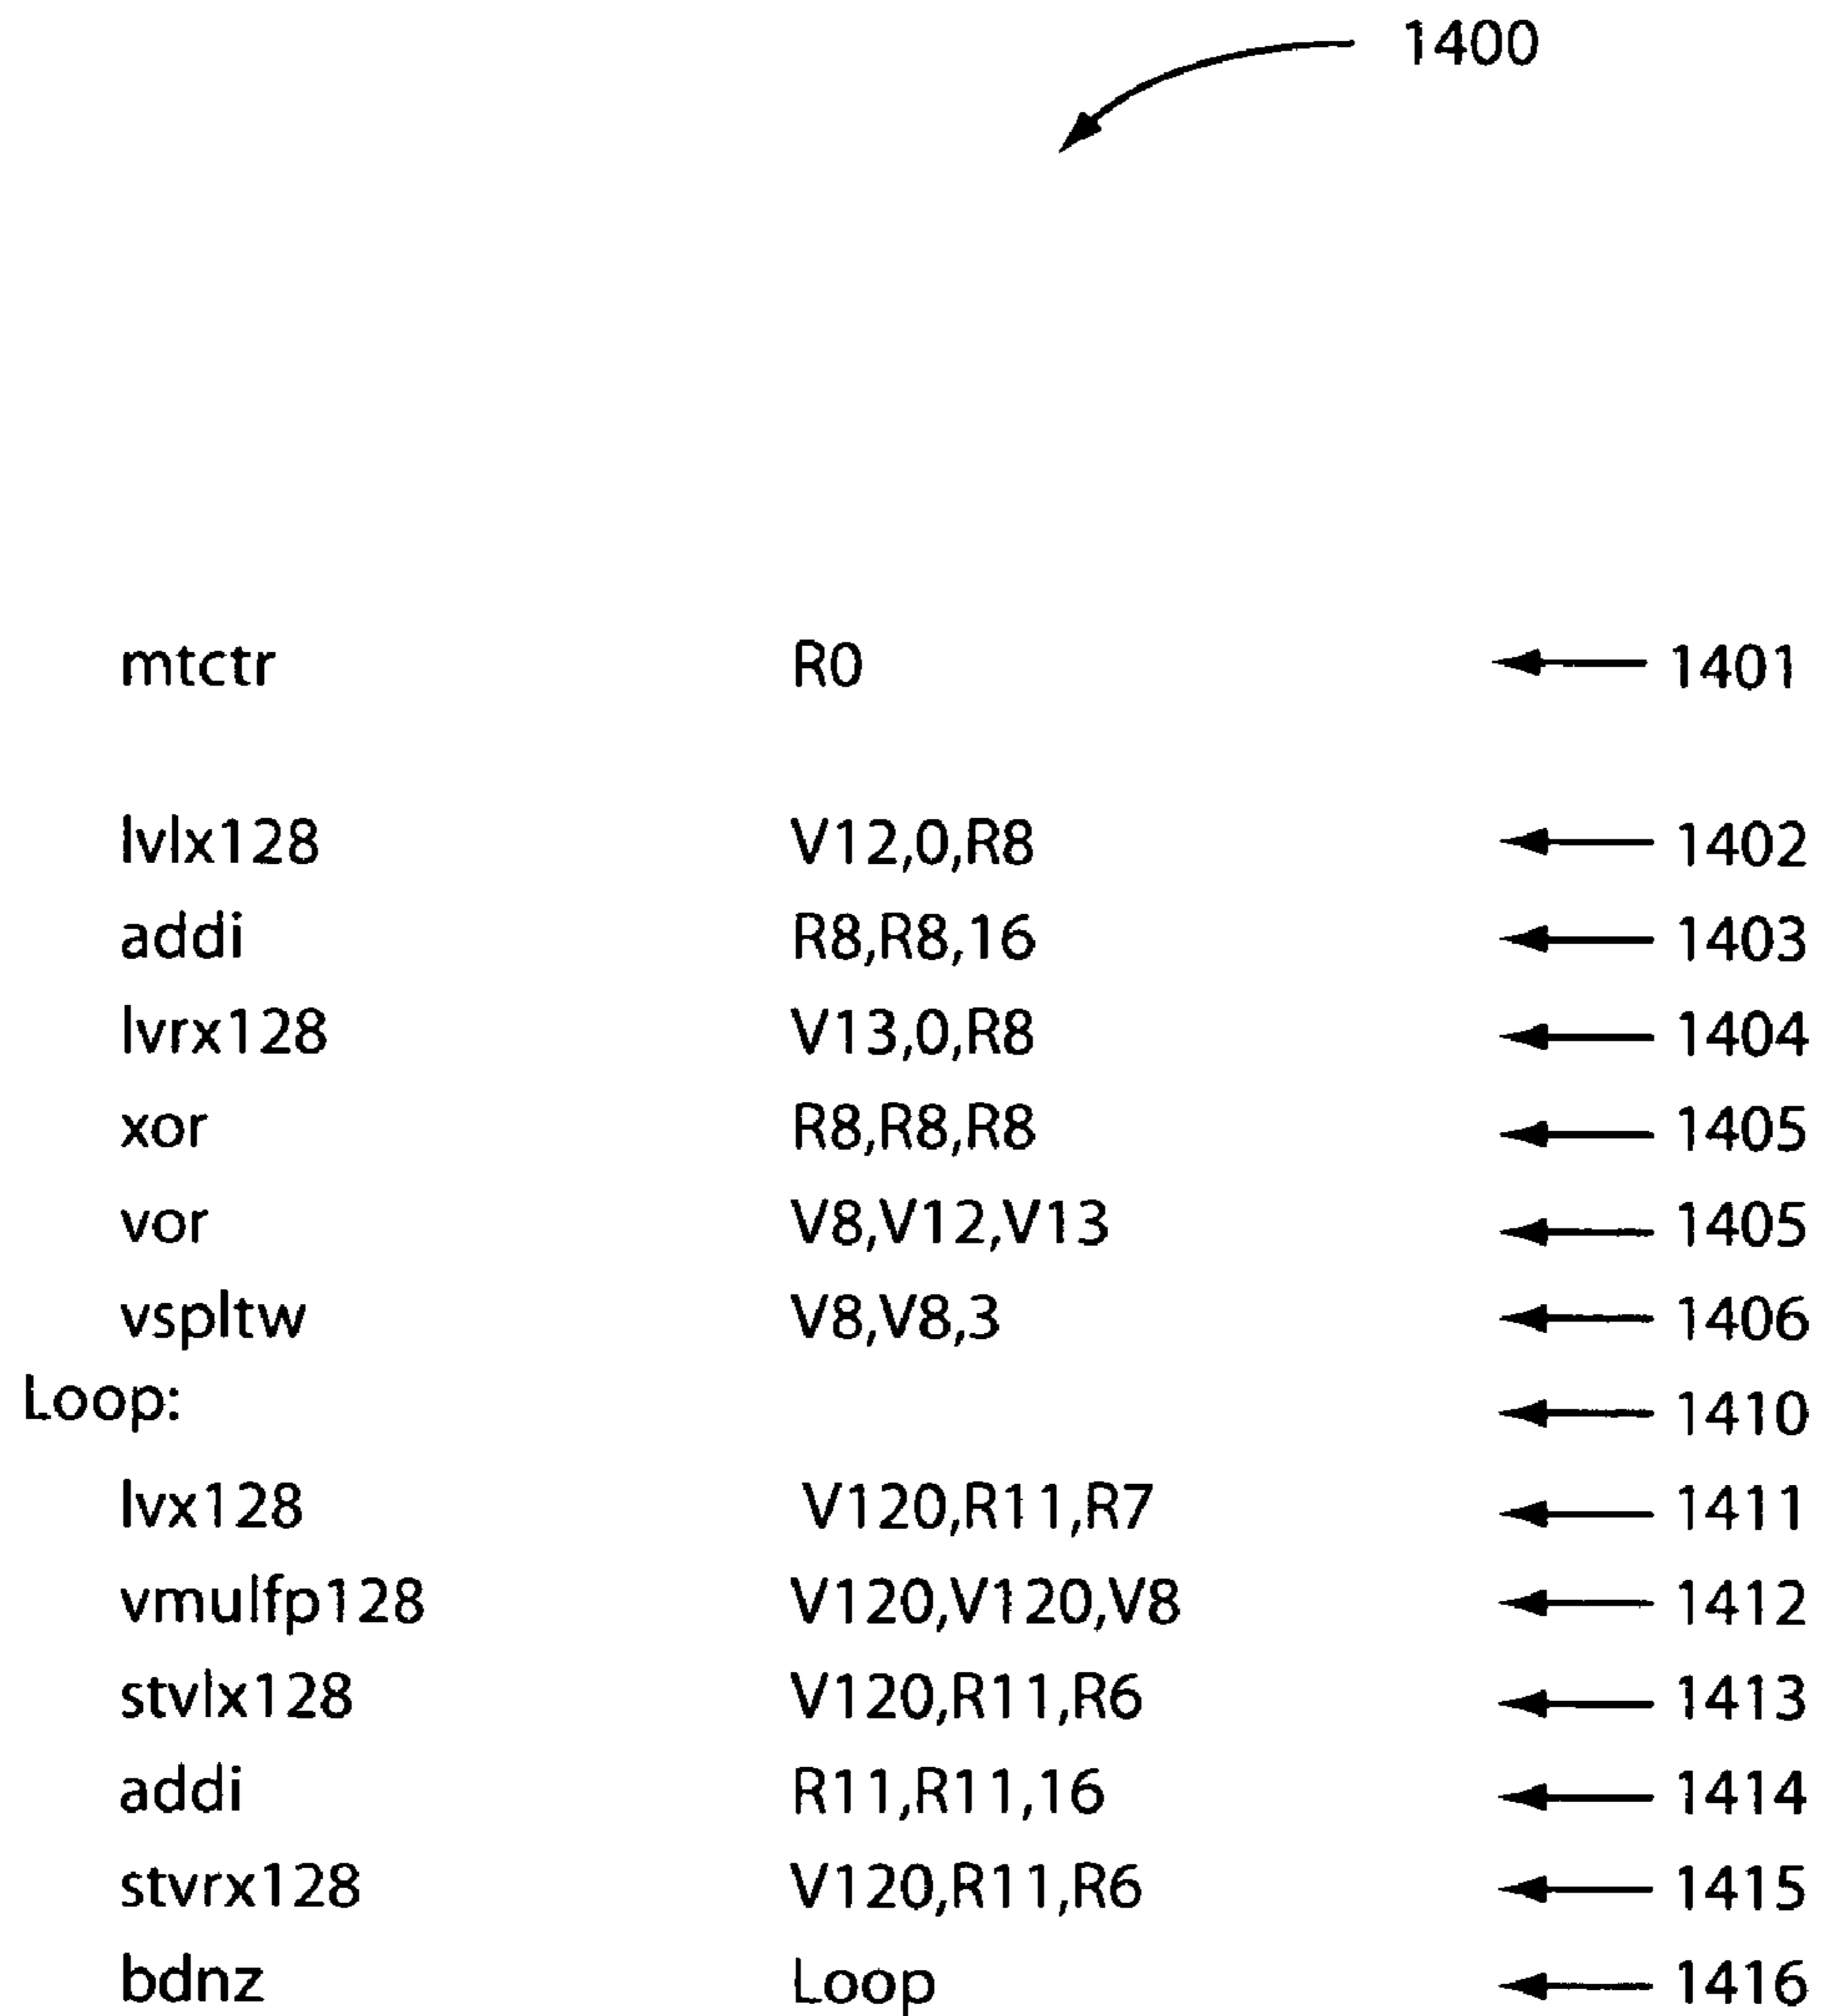 1400
mtctr R0 1401
lvlx128 V12,0,R8 1402
addi R8,R8,16 1403
lvrx128 V13,0,R8 1404
xor R8,R8,R8 1405
vor V8,V12,V13 1405
vspltw V8,V8,3 1406
Loop: 1410
lvx128 V120,R11,R7 1411
vmulfp128 V120,V120,V8 1412
stvlx128 V120,R11,R6 1413
addi R11,R11,16 1414
stvrx128 V120,R11,R6 1415
bdnz Loop 1416